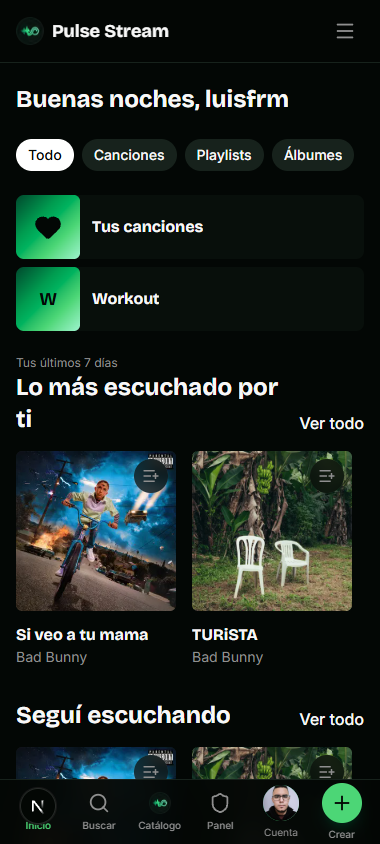 Pulse Stream
Buenas noches, luisfrm
Todo
Canciones
Playlists
Álbumes
Tus canciones
W
Workout
Tus últimos 7 días
Lo más escuchado por
ti
Ver todo
Si veo a tu mama
Bad Bunny
TURiSTA
Bad Bunny
Seguí escuchando
Ver todo
N
Inicio
Buscar
Catálogo
Panel
Cuenta
Crear